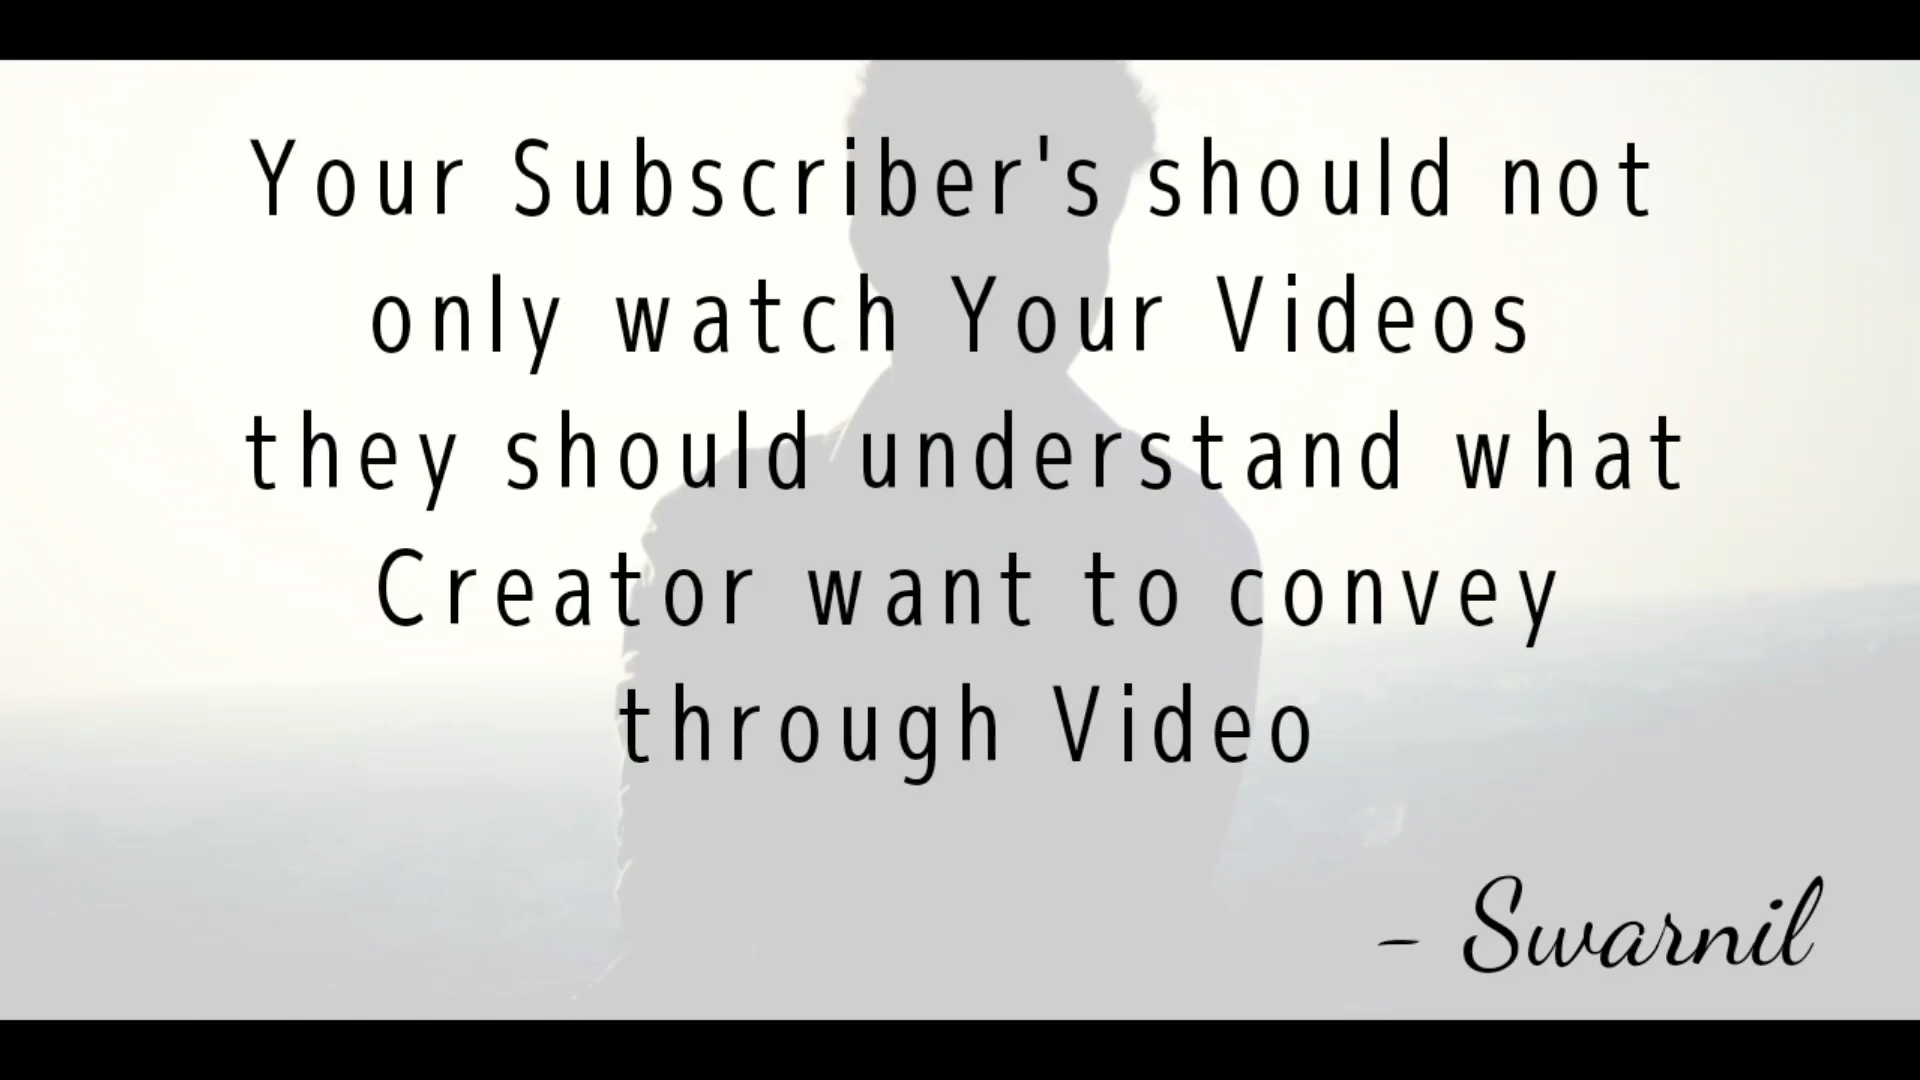 Your Subscriber's should not
only watch Your Videos
they should understand what
Creator want to convey
through Video
- Swarnil